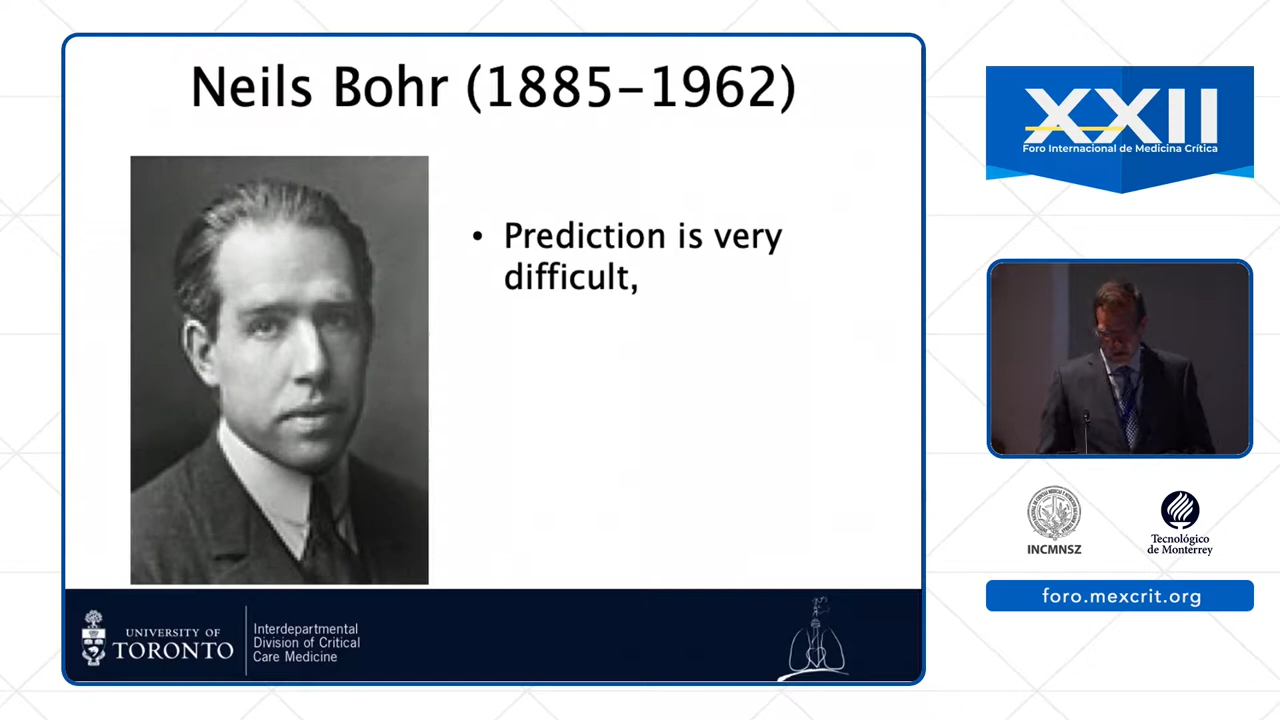 Neils Bohr (1885-1962)
• Prediction is very
difficult,
UNIVERSITY OF
TORONTO
Interdepartmental
Division of Critical
Care Medicine
XXII
Foro Internacional de Medicina Crítica
INCMNSZ
Tecnológico
de Monterrey
foro.mexcrit.org